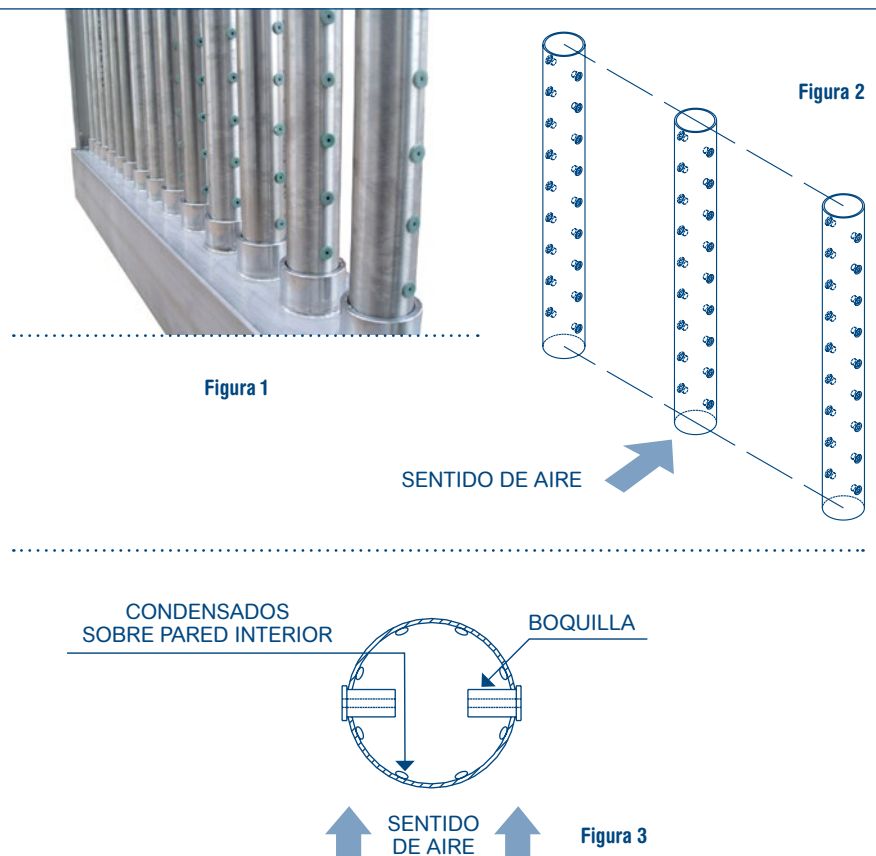 Figura 2
Figura 1
SENTIDO DE AIRE
CONDENSADOS
SOBRE PARED INTERIOR
BOQUILLA
SENTIDO
DE AIRE
Figura 3